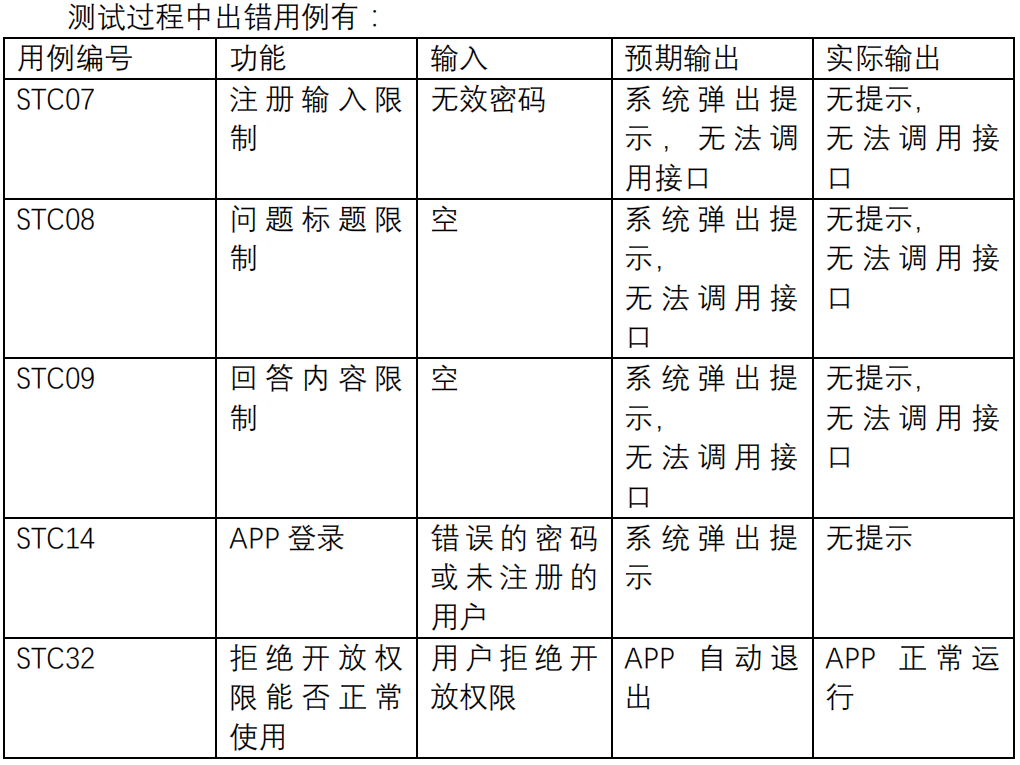 测试过程中出错用例有：
用例编号 功能 输入 预期输出 实际输出
STC07 注册输入限 无效密码 系统弹出提 无提示,
制 示, 无法调 无法调用接
用接口 口
STC08 问题标题限 空 系统弹出提 无提示,
制 示, 无法调用接
无法调用接 口
口
STC09 回答内容限 空 系统弹出提 无提示,
制 示, 无法调用接
无法调用接 口
口
STC14 APP 登录 错误的密码 系统弹出提 无提示
或未注册的 示
用户
STC32 拒绝开放权 用户拒绝开 APP 自动退 APP 正常运
限能否正常 放权限 出 行
使用